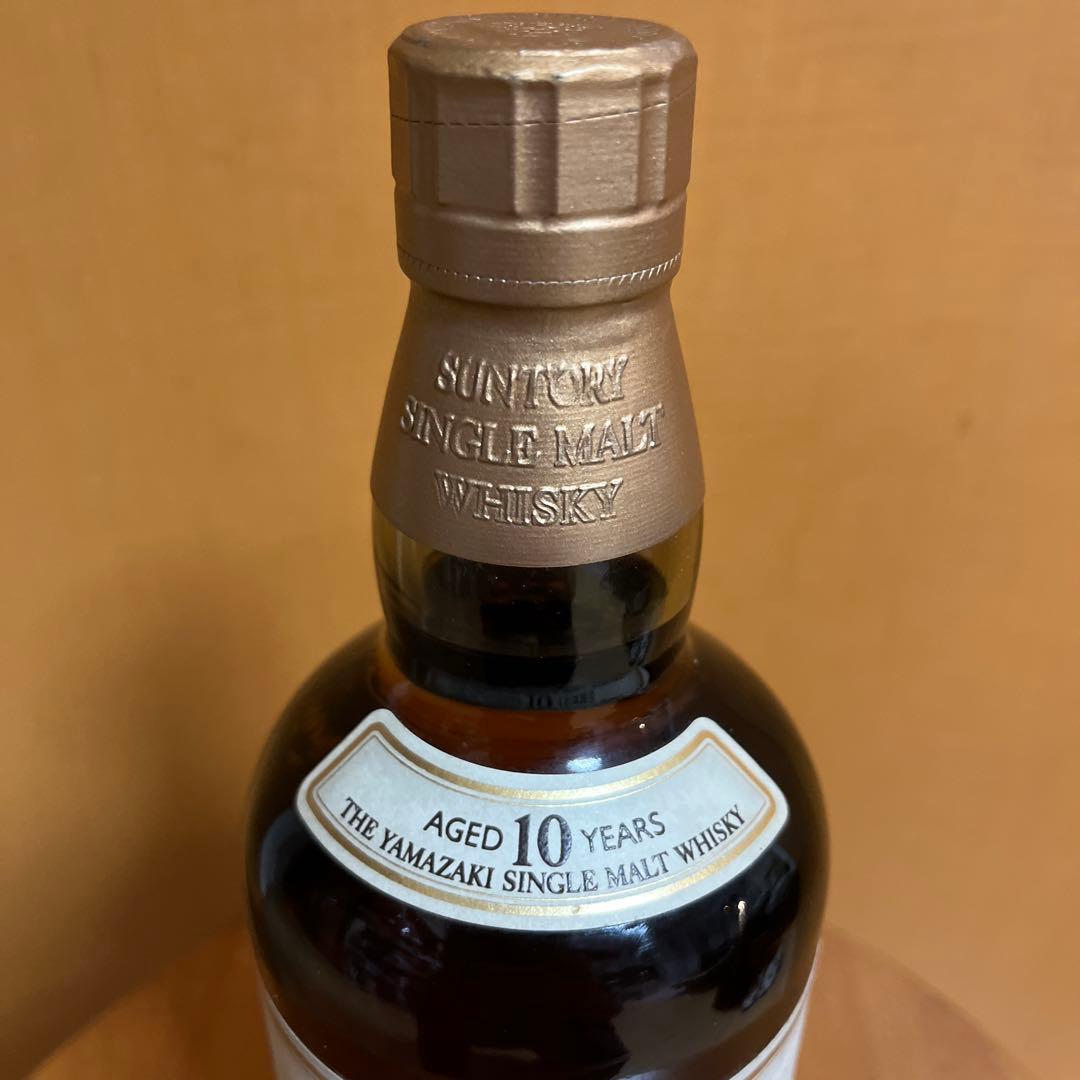 SUNTORY
SINGLE MALT
WHISKY
AGED 10 YEARS
THE YAMAZAKI SINGLE MALT WHISKY